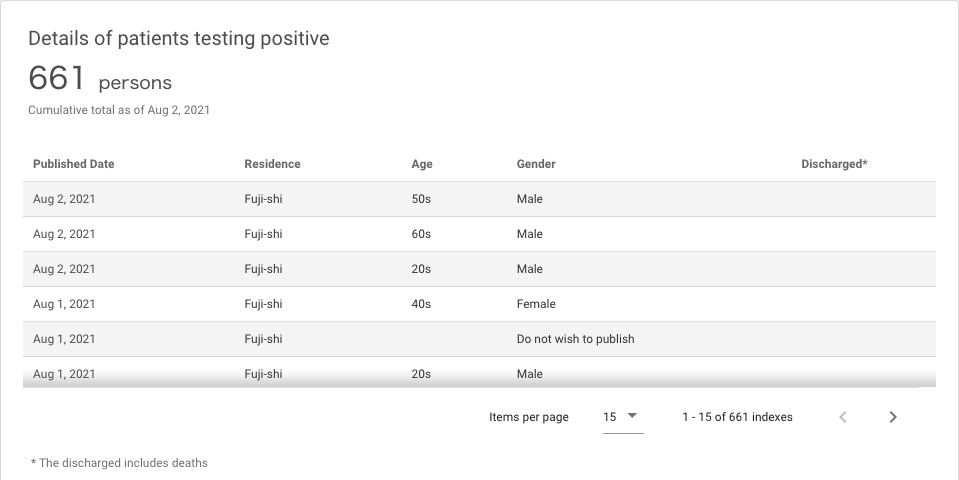 Details of patients testing positive
661 persons
Cumulative total as of Aug 2, 2021
Published Date Residence Age Gender Discharged*
Aug 2, 2021 Fuji-shi 50s Male
Aug 2, 2021 Fuji-shi 60s Male
Aug 2, 2021 Fuji-shi 20s Male
Aug 1, 2021 Fuji-shi 40s Female
Aug 1, 2021 Fuji-shi Do not wish to publish
Aug 1, 2021 Fuji-shi 20s Male
Items per page 15 1 - 15 of 661 indexes
* The discharged includes deaths